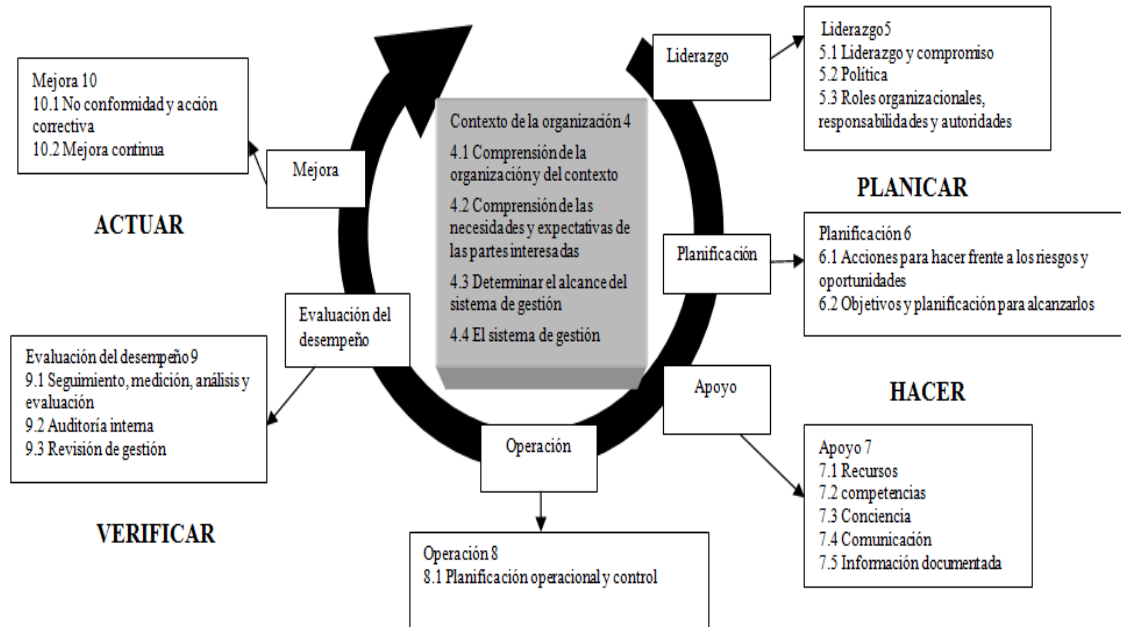 Liderazgo
Liderazgo5
5.1 Liderazgo y compromiso
5.2 Política
5.3 Roles organizacionales,
responsabilidades y autoridades
PLANICAR
Mejora 10
10.1 No conformidad y acción
correctiva
10.2 Mejora continua
Mejora
ACTUAR
Contexto de la organización 4
4.1 Comprensión de la
organización y del contexto
4.2 Comprensión de las
necesidades y expectativas de
las partes interesadas
4.3 Determinar el alcance del
sistema de gestión
4.4 El sistema de gestión
Planificación
Planificación 6
6.1 Acciones para hacer frente a los riesgos y
oportunidades
6.2 Objetivos y planificación para alcanzarlos
Evaluación del
desempeño
Evaluación del desempeño 9
9.1 Seguimiento, medición, análisis y
evaluación
9.2 Auditoría interna
9.3 Revisión de gestión
VERIFICAR
Apoyo
HACER
Apoyo 7
7.1 Recursos
7.2 competencias
7.3 Conciencia
7.4 Comunicación
7.5 Información documentada
Operación
Operación 8
8.1 Planificación operacional y control